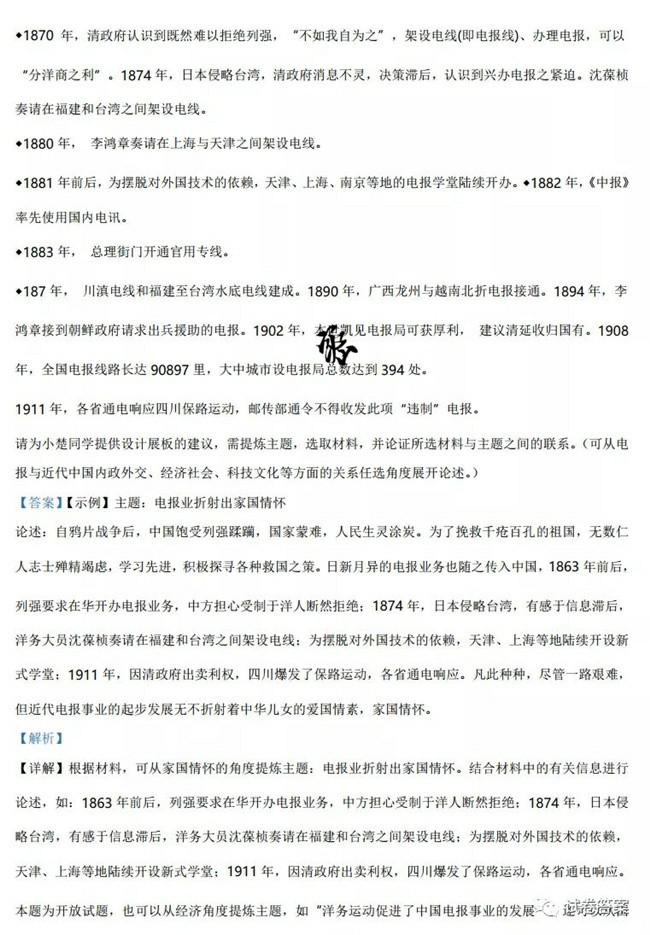 ◆1870 年，清政府认识到既然难以拒绝列强，“不如我自为之”，架设电线(即电报线)、办理电报，可以
“分洋商之利”。1874 年，日本侵略台湾，清政府消息不灵，决策滞后，认识到兴办电报之紧迫。沈葆桢
奏请在福建和台湾之间架设电线。
◆1880 年， 李鸿章奏请在上海与天津之间架设电线。
◆1881 年前后，为摆脱对外国技术的依赖，天津、上海、南京等地的电报学堂陆续开办。◆1882 年，《中报》
率先使用国内电讯。
◆1883 年， 总理街门开通官用专线。
◆187 年， 川滇电线和福建至台湾水底电线建成。1890 年，广西龙州与越南北折电报接通。1894 年，李
鸿章接到朝鲜政府请求出兵援助的电报。1902 年，凯见电报局可获厚利， 建议清延收归国有。1908
年，全国电报线路长达 90897 里，大中城市设电报局总数达到 394 处。
1911 年，各省通电响应四川保路运动，邮传部通令不得收发此项“违制”电报。
请为小楚同学提供设计展板的建议，需提炼主题，选取材料，并论证所选材料与主题之间的联系。（可从电
报与近代中国内政外交、经济社会、科技文化等方面的关系任选角度展开论述。）
【答案】【示例】主题：电报业折射出家国情怀
论述：自鸦片战争后，中国饱受列强蹂躏，国家蒙难，人民生灵涂炭。为了挽救千疮百孔的祖国，无数仁
人志士殚精竭虑，学习先进，积极探寻各种救国之策。日新月异的电报业务也随之传入中国，1863 年前后，
列强要求在华开办电报业务，中方担心受制于洋人断然拒绝；1874 年，日本侵略台湾，有感于信息滞后，
洋务大员沈葆桢奏请在福建和台湾之间架设电线；为摆脱对外国技术的依赖，天津、上海等地陆续开设新
式学堂；1911 年，因清政府出卖利权，四川爆发了保路运动，各省通电响应。凡此种种，尽管一路艰难，
但近代电报事业的起步发展无不折射着中华儿女的爱国情素，家国情怀。
【解析】
【详解】根据材料，可从家国情怀的角度提炼主题：电报业折射出家国情怀。结合材料中的有关信息进行
论述，如：1863 年前后，列强要求在华开办电报业务，中方担心受制于洋人断然拒绝；1874 年，日本侵
略台湾，有感于信息滞后，洋务大员沈葆桢奏请在福建和台湾之间架设电线；为摆脱对外国技术的依赖，
天津、上海等地陆续开设新式学堂；1911 年，因清政府出卖利权，四川爆发了保路运动，各省通电响应。
本题为开放试题，也可以从经济角度提炼主题，如“洋务运动促进了中国电报事业的发展
试卷答案